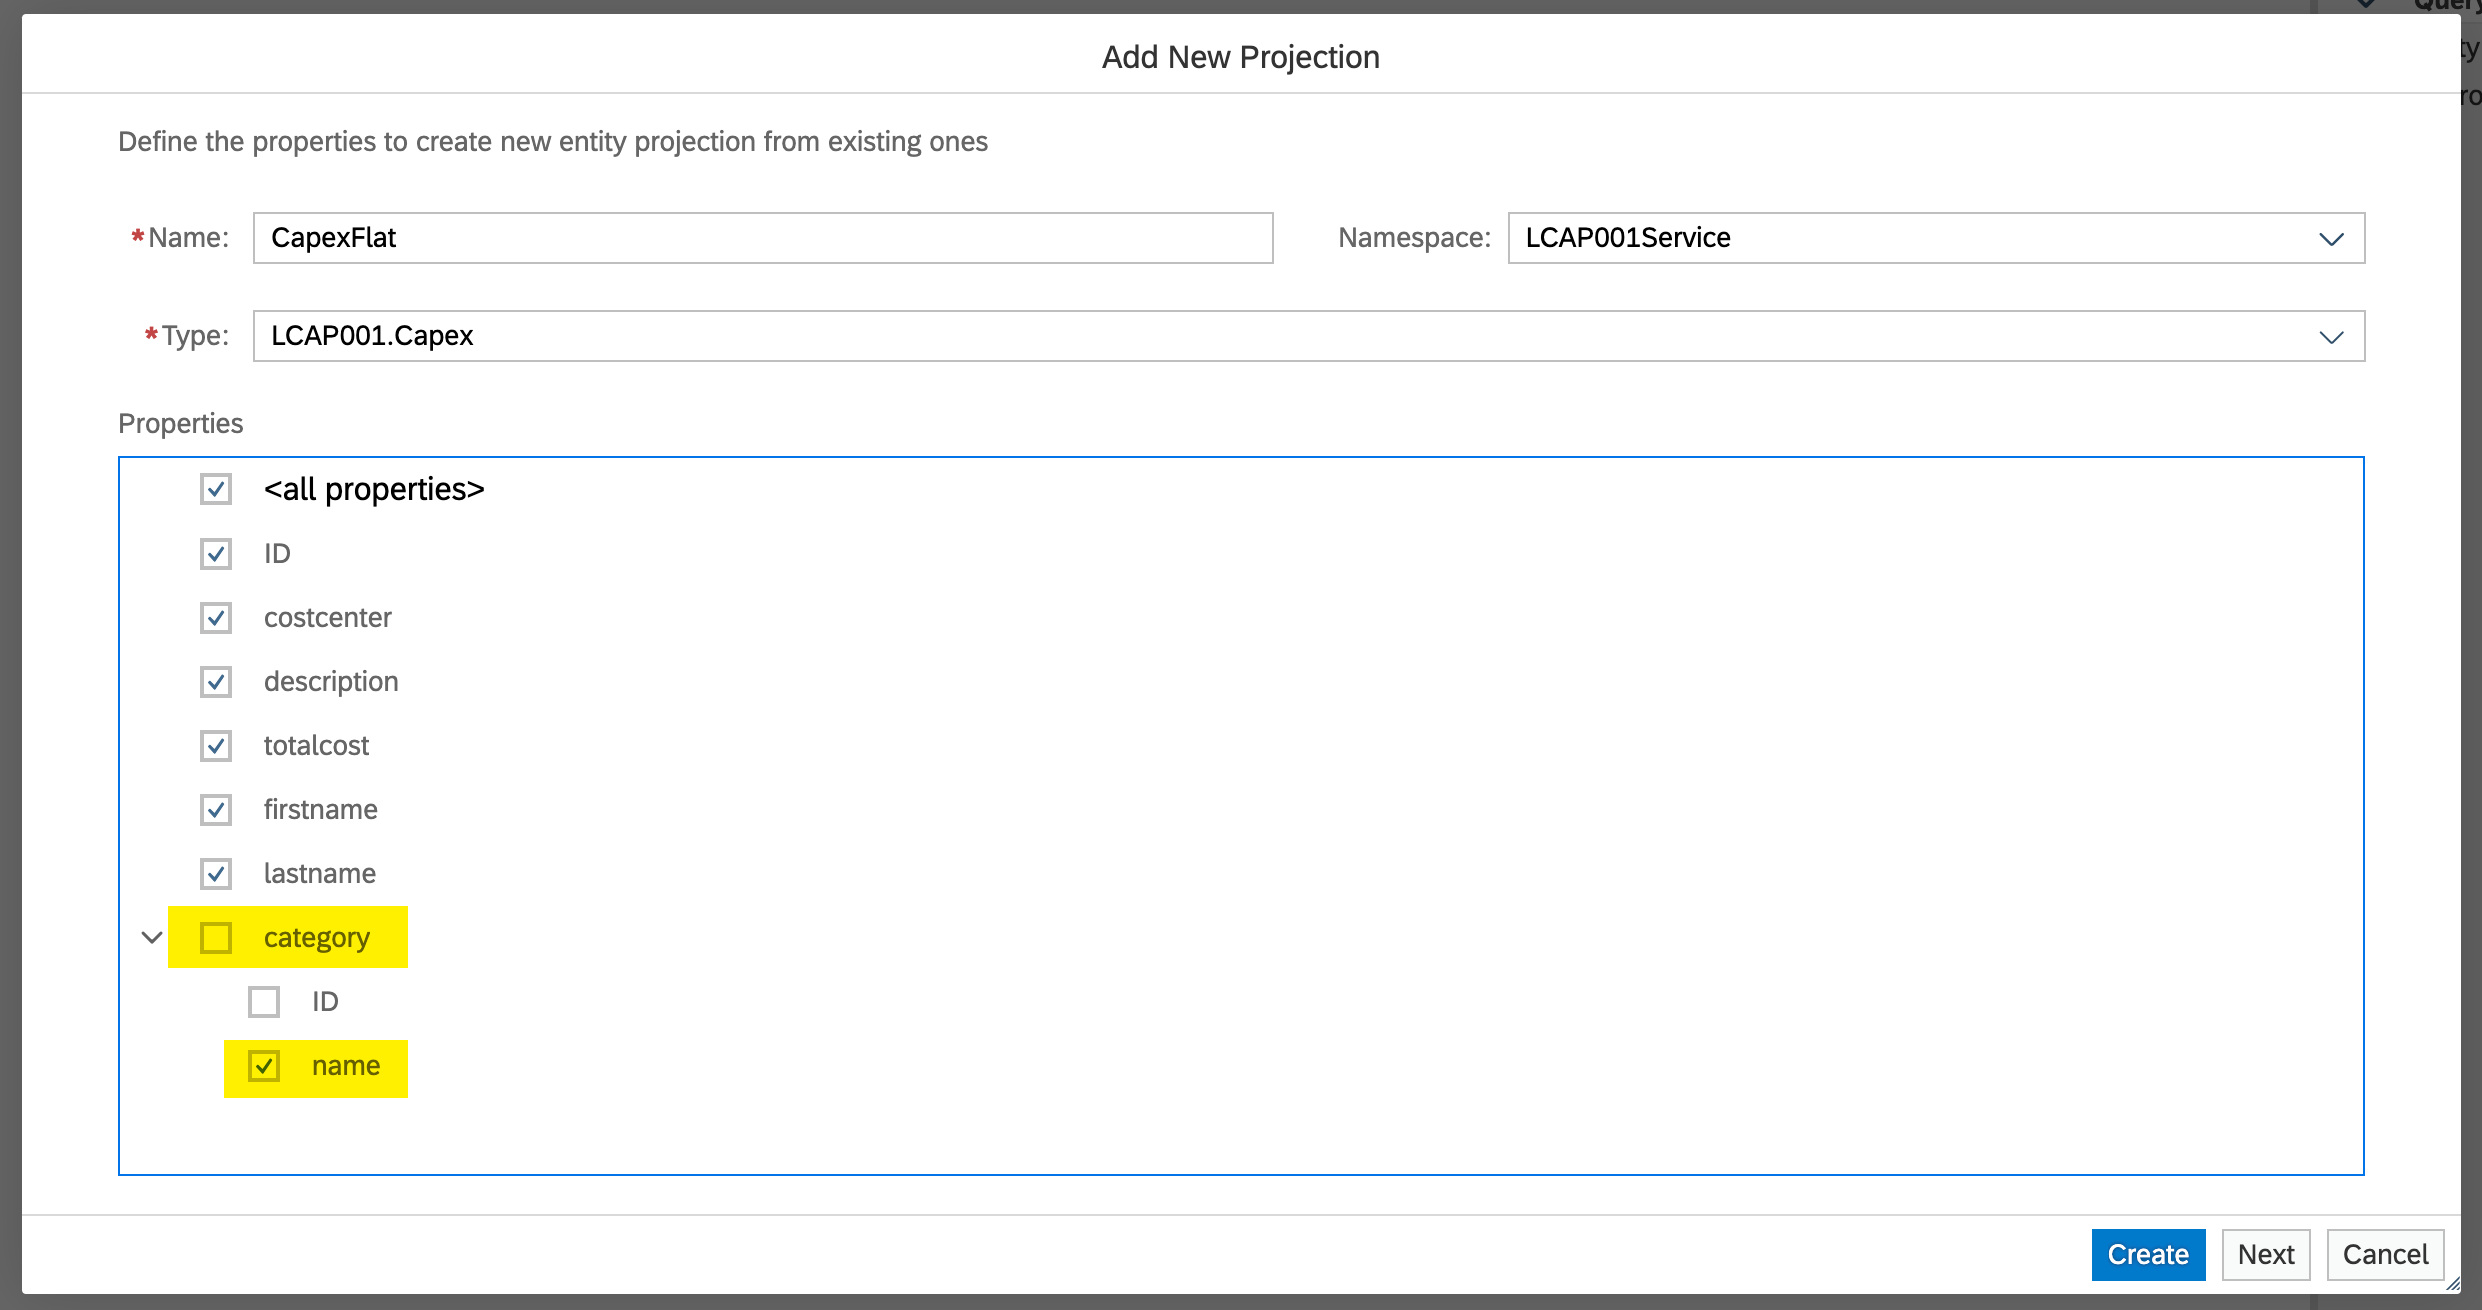 Add New Projection
Define the properties to create new entity projection from existing ones
*Name: CapexFlat Namespace: LCAP001Service
*Type: LCAP001.Capex
Properties
<all properties>
ID
costcenter
description
totalcost
firstname
lastname
category
ID
name
Create Next Cancel